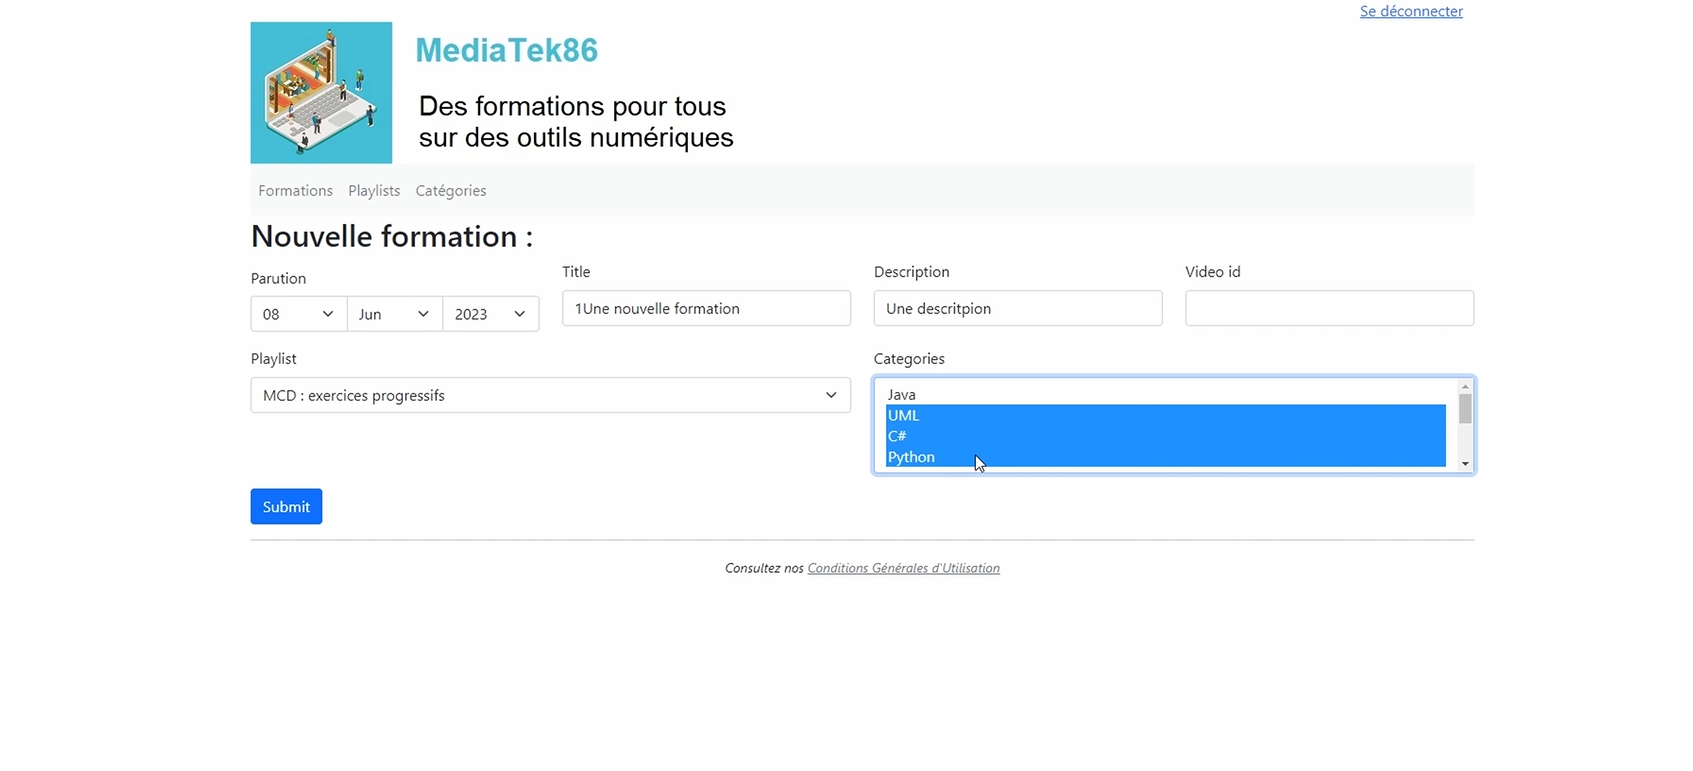 Se déconnecter
MediaTek86
Des formations pour tous
sur des outils numériques
Formations Playlists Catégories
Nouvelle formation :
Parution
08 Jun 2023
Title
1Une nouvelle formation
Description
Une descritpion
Video id
Playlist
MCD : exercices progressifs
Categories
Java
UML
C#
Python
Submit
Consultez nos Conditions Générales d'Utilisation